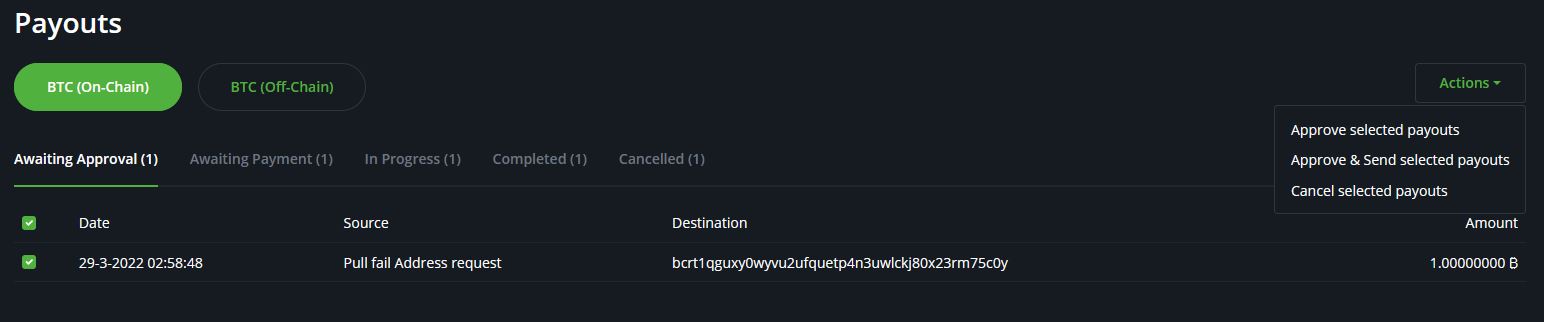 Payouts
BTC (On-Chain)
BTC (Off-Chain)
Actions
Approve selected payouts
Approve & Send selected payouts
Cancel selected payouts
Awaiting Approval (1)
Awaiting Payment (1)
In Progress (1)
Completed (1)
Cancelled (1)
Date
Source
Destination
Amount
29-3-2022 02:58:48
Pull fail Address request
bcrt1qguxy0wyvu2ufquetp4n3uwlckj80x23rm75c0y
1.00000000 ₿